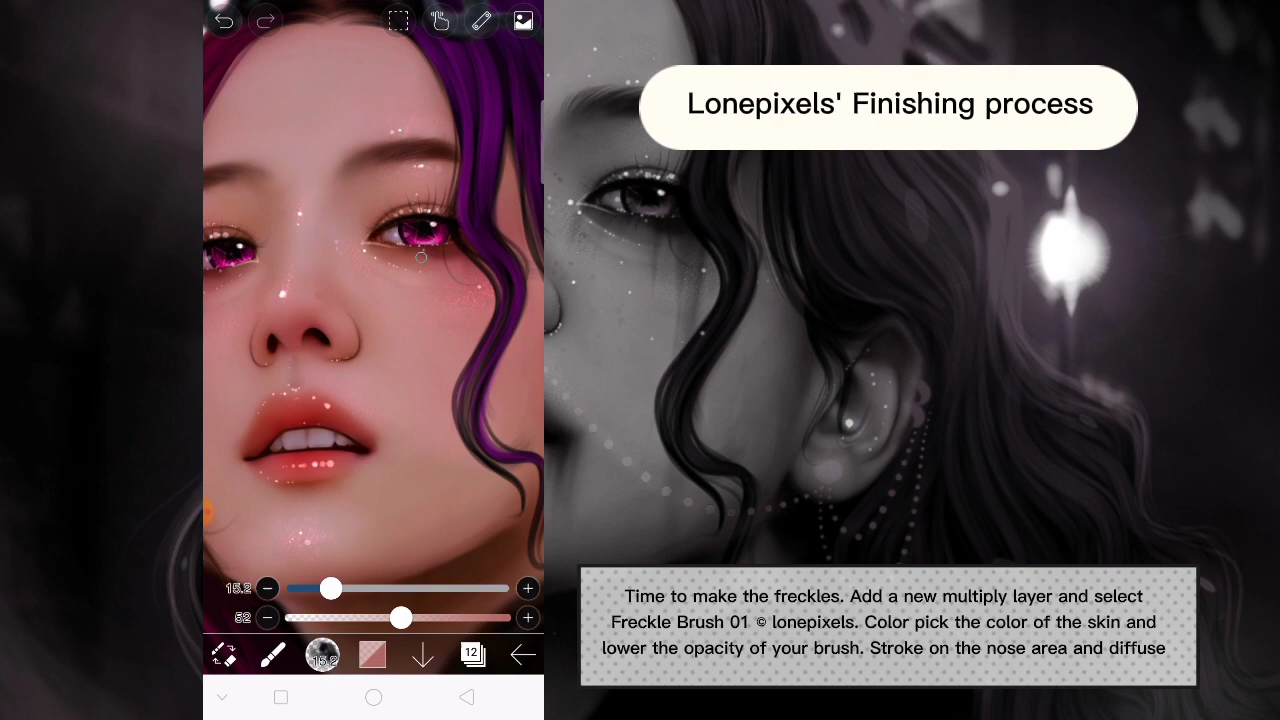 Lonepixels' Finishing process
15.2
52
15.2
12
Time to make the freckles. Add a new multiply layer and select
Freckle Brush 01 © lonepixels. Color pick the color of the skin and
lower the opacity of your brush. Stroke on the nose area and diffuse